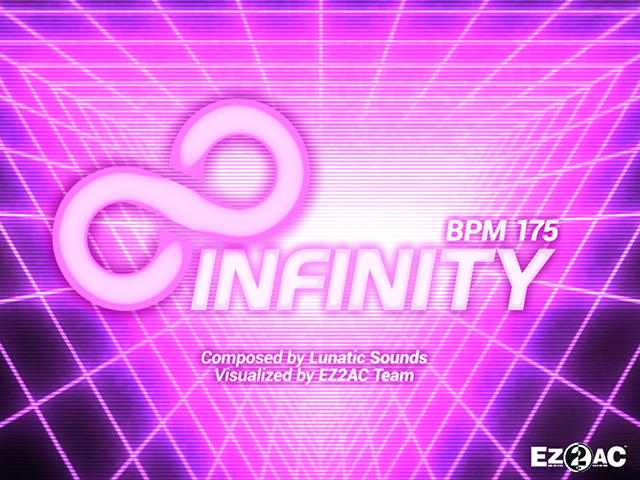 BPM 175
INFINITY
Composed by Lunatic Sounds
Visualized by EZ2AC Team
EZ2AC